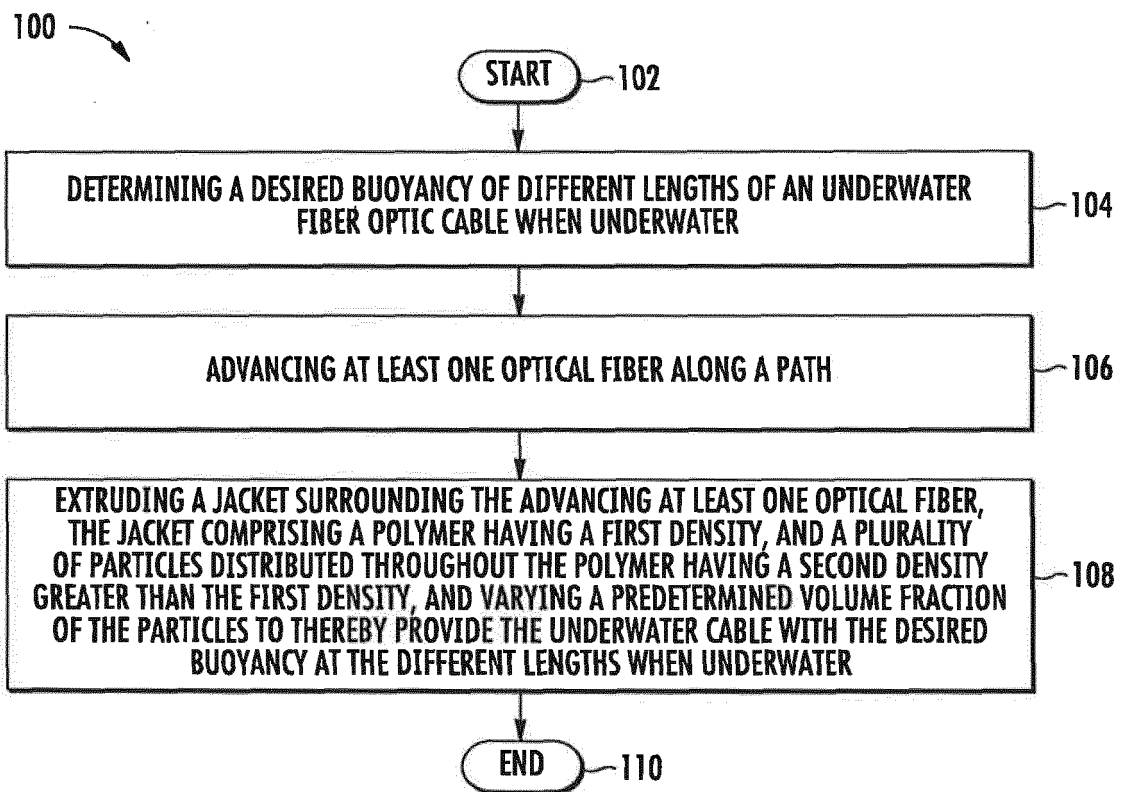 100
START
102
DETERMINING A DESIRED BUOYANCY OF DIFFERENT LENGTHS OF AN UNDERWATER
FIBER OPTIC CABLE WHEN UNDERWATER
104
ADVANCING AT LEAST ONE OPTICAL FIBER ALONG A PATH
106
EXTRUDING A JACKET SURROUNDING THE ADVANCING AT LEAST ONE OPTICAL FIBER,
THE JACKET COMPRISING A POLYMER HAVING A FIRST DENSITY, AND A PLURALITY
OF PARTICLES DISTRIBUTED THROUGHOUT THE POLYMER HAVING A SECOND DENSITY
GREATER THAN THE FIRST DENSITY, AND VARYING A PREDETERMINED VOLUME FRACTION
OF THE PARTICLES TO THEREBY PROVIDE THE UNDERWATER CABLE WITH THE DESIRED
BUOYANCY AT THE DIFFERENT LENGTHS WHEN UNDERWATER
108
END
110